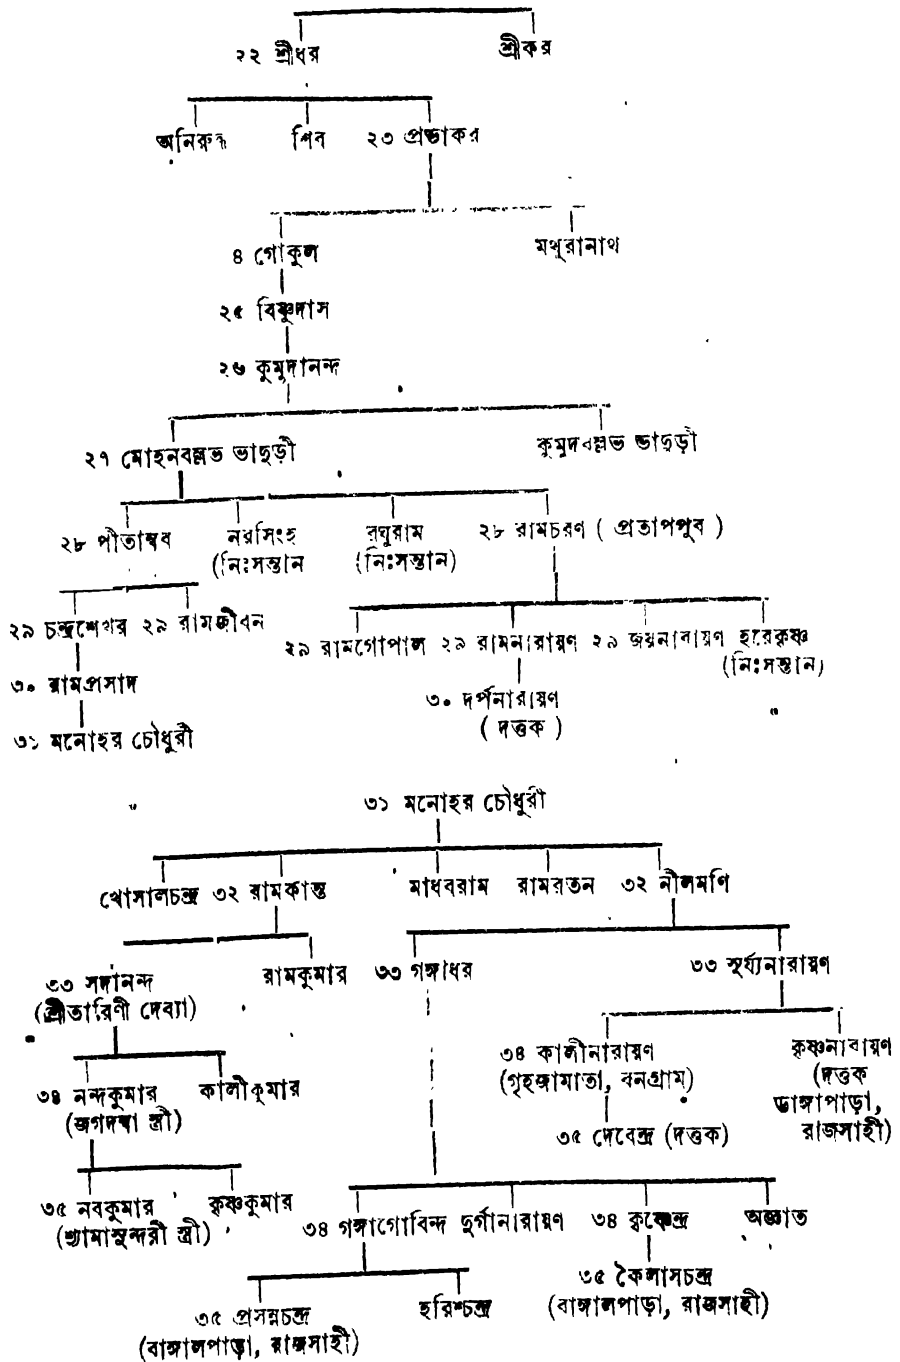 ২২ শ্রীধর শ্রীকর
অনিরুদ্ধ শিব ২৩ প্রভাকর
৪ গোকুল মথুরানাথ
২৫ বিষ্ণুদাস
২৬ কুমুদানন্দ
২৭ মোহনবল্লভ ভাদুড়ী কুমুদবল্লভ ভাদুড়ী
২৮ পীতাম্বব নরসিংহ রঘুরাম ২৮ রামচরণ ( প্রতাপপুব )
(নিঃসন্তান (নিঃসন্তান)
২৯ চন্দ্রশেখর ২৯ রামজীবন
২৯ রামগোপাল ২৯ রামনারায়ণ ২৯ জয়নাবায়ণ হরেকৃষ্ণ
(নিঃসন্তান)
৩০ রামপ্রসাদ
৩০ দর্পনারায়ণ
( দত্তক )
৩১ মনোহর চৌধুরী
৩১ মনোহর চৌধুরী
খোসালচন্দ্র ৩২ রামকান্ত মাধবরাম রামরতন ৩২ নীলমণি
৩৩ সদানন্দ রামকুমার ৩৩ গঙ্গাধর ৩৩ সূর্য্যনারায়ণ
(শ্রীতারিণী দেব্যা)
৩৪ কালীনারায়ণ কৃষ্ণনাবায়ণ
(গৃহজামাতা, বনগ্রাম) (দত্তক
৩৪ নন্দকুমার কালীকুমার ডাঙ্গাপাড়া,
(জগদম্বা স্ত্রী) রাজসাহী)
৩৫ দেবেন্দ্র (দত্তক)
৩৫ নবকুমার কৃষ্ণকুমার
(শ্যামাসুন্দরী স্ত্রী)
৩৪ গঙ্গাগোবিন্দ দুর্গানারায়ণ ৩৪ কৃষ্ণেন্দ্র অজ্ঞাত
৩৫ কৈলাসচন্দ্র
(বাঙ্গালপাড়া, রাজসাহী)
৩৫ প্রসন্নচন্দ্র হরিশ্চন্দ্র
(বাঙ্গালপাড়া, রাজসাহী)